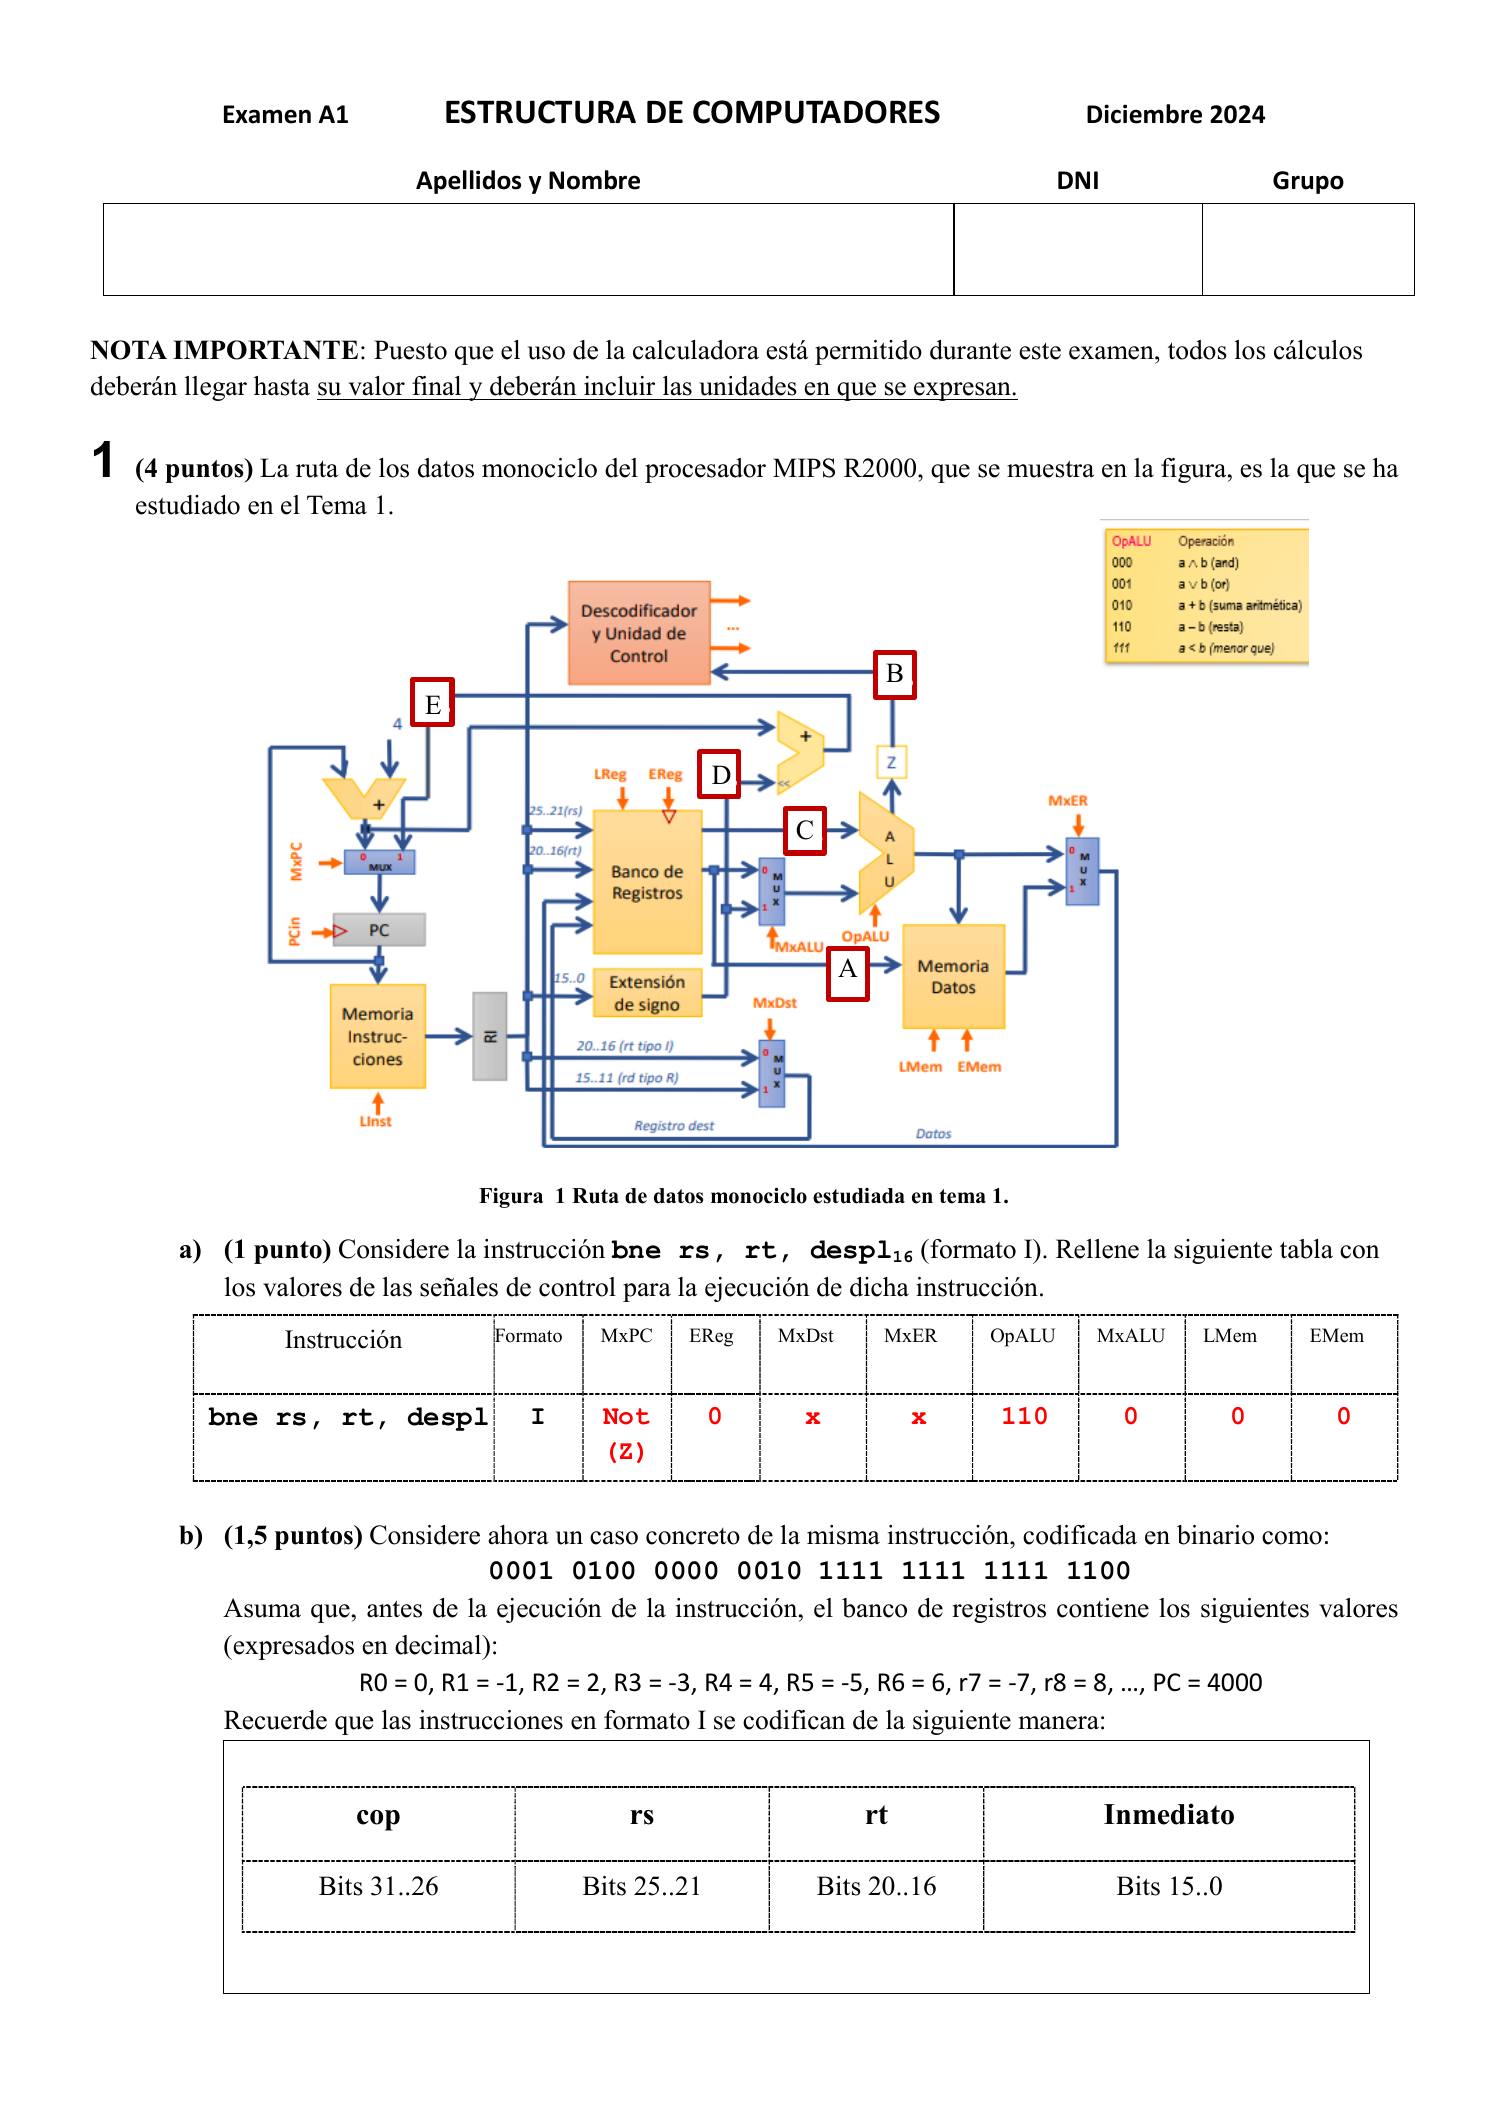 Examen A1 ESTRUCTURA DE COMPUTADORES Diciembre 2024
Apellidos y Nombre DNI Grupo
NOTA IMPORTANTE: Puesto que el uso de la calculadora está permitido durante este examen, todos los cálculos
deberán llegar hasta su valor final y deberán incluir las unidades en que se expresan.
1 (4 puntos) La ruta de los datos monociclo del procesador MIPS R2000, que se muestra en la figura, es la que se ha
estudiado en el Tema 1.
OpALU Operación
000 a ∧ b (and)
001 a ∨ b (or)
010 a + b (suma aritmética)
110 a – b (resta)
111 a < b (menor que)
Descodificador
y Unidad de
Control
...
B
E
4
+
D
+
<<
Z
LReg EReg
MxER
25..21(rs)
C
A
L
U
20..16(rt)
0 1
MUX
MxPC
Banco de
Registros
0
1
M
U
X
0
1
M
U
X
PCin
PC
MxALU
OpALU
A
Memoria
Datos
15..0
Extensión
de signo
Memoria
Instruc-
ciones
RI
MxDst
20..16 (rt tipo I)
15..11 (rd tipo R)
0
1
M
U
X
LMem EMem
LInst
Registro dest
Datos
Figura 1 Ruta de datos monociclo estudiada en tema 1.
a) (1 punto) Considere la instrucción bne rs, rt, despl16 (formato I). Rellene la siguiente tabla con
los valores de las señales de control para la ejecución de dicha instrucción.
Instrucción Formato MxPC EReg MxDst MxER OpALU MxALU LMem EMem
bne rs, rt, despl I Not 0 x x 110 0 0 0
(Z)
b) (1,5 puntos) Considere ahora un caso concreto de la misma instrucción, codificada en binario como:
0001 0100 0000 0010 1111 1111 1111 1100
Asuma que, antes de la ejecución de la instrucción, el banco de registros contiene los siguientes valores
(expresados en decimal):
R0 = 0, R1 = -1, R2 = 2, R3 = -3, R4 = 4, R5 = -5, R6 = 6, r7 = -7, r8 = 8, ..., PC = 4000
Recuerde que las instrucciones en formato I se codifican de la siguiente manera:
cop rs rt Inmediato
Bits 31..26 Bits 25..21 Bits 20..16 Bits 15..0